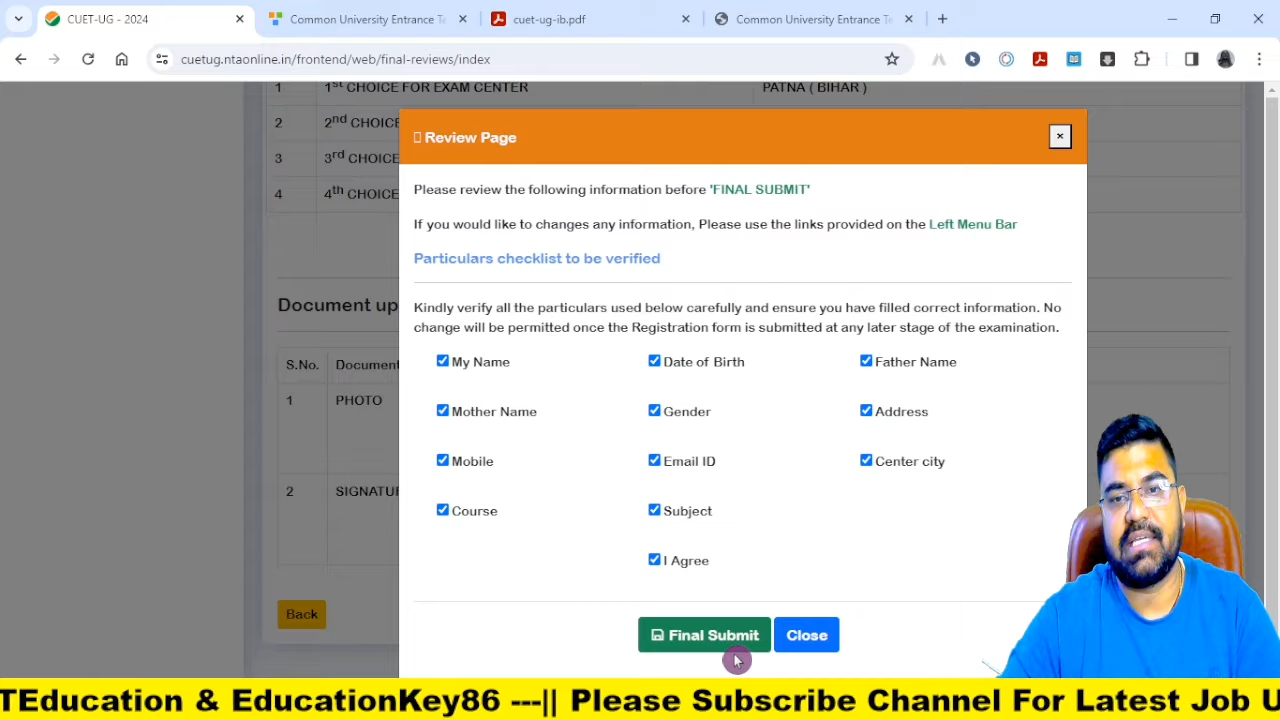 CUET-UG - 2024
Common University Entrance Te
cuet-ug-ib.pdf
Common University Entrance Te
cuetug.ntaonline.in/frontend/web/final-reviews/index
1 1st CHOICE FOR EXAM CENTER PATNA ( BIHAR )
2 2nd CHOICE
3 3rd CHOICE
4 4th CHOICE
Review Page
×
Please review the following information before 'FINAL SUBMIT'
If you would like to changes any information, Please use the links provided on the Left Menu Bar
Particulars checklist to be verified
Kindly verify all the particulars used below carefully and ensure you have filled correct information. No
change will be permitted once the Registration form is submitted at any later stage of the examination.
My Name Date of Birth Father Name
Mother Name Gender Address
Mobile Email ID Center city
Course Subject
I Agree
Final Submit Close
Document up
S.No. Document
1 PHOTO
2 SIGNATUR
Back
TEducation & EducationKey86 ---|| Please Subscribe Channel For Latest Job U